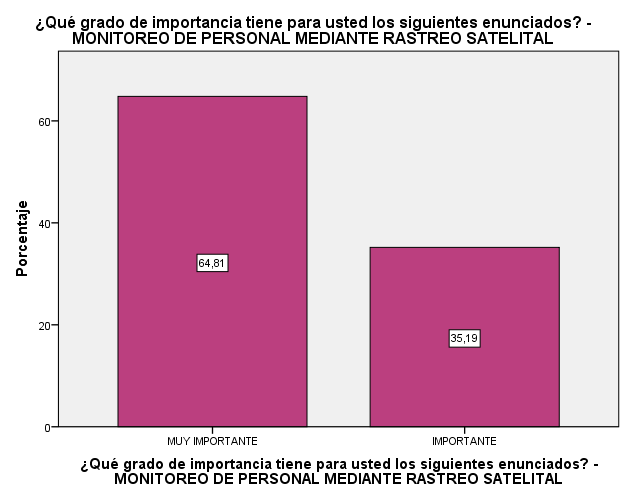 ¿Qué grado de importancia tiene para usted los siguientes enunciados? -
MONITOREO DE PERSONAL MEDIANTE RASTREO SATELITAL
Porcentaje
60
40
20
0
64,81
35,19
MUY IMPORTANTE
IMPORTANTE
¿Qué grado de importancia tiene para usted los siguientes enunciados? -
MONITOREO DE PERSONAL MEDIANTE RASTREO SATELITAL